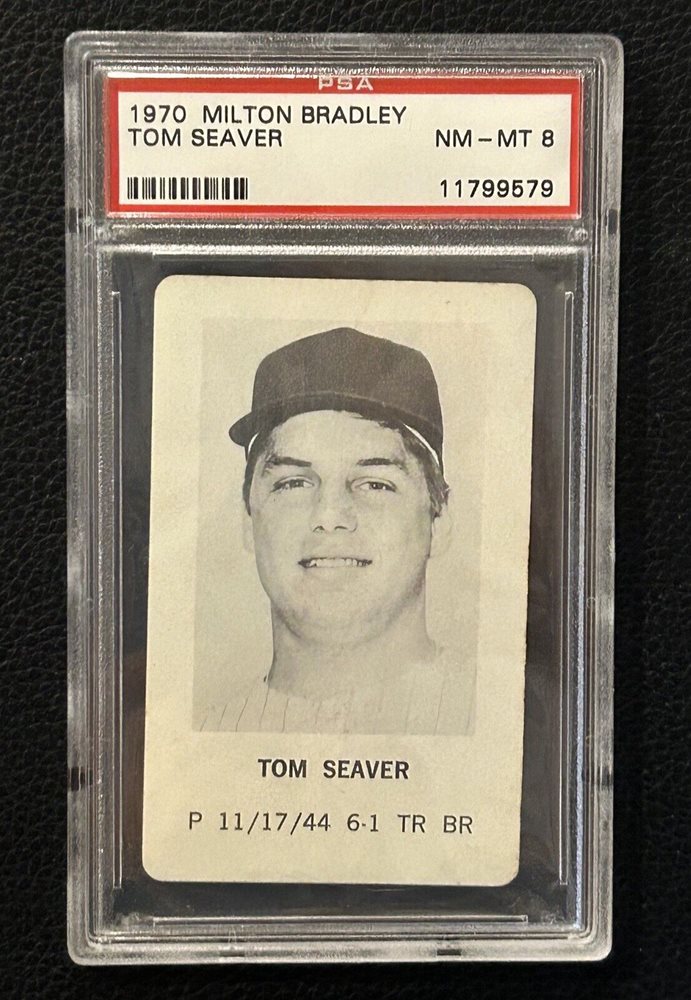 PSA
1970 MILTON BRADLEY
TOM SEAVER NM - MT 8
11799579
TOM SEAVER
P 11/17/44 6-1 TR BR